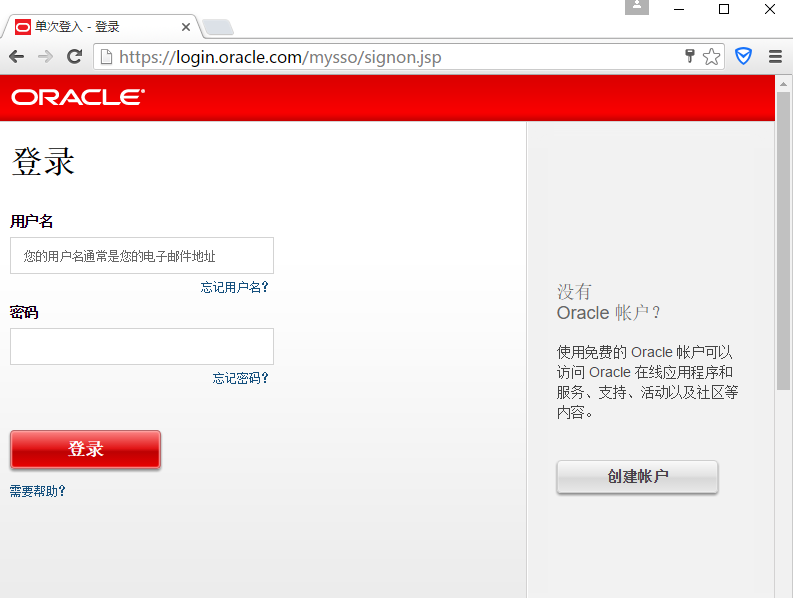 单次登入 - 登录
https://login.oracle.com/mysso/signon.jsp
ORACLE
登录
用户名
您的用户名通常是您的电子邮件地址
忘记用户名?
密码
忘记密码?
登录
需要帮助?
没有
Oracle 帐户?
使用免费的 Oracle 帐户可以
访问 Oracle 在线应用程序和
服务、支持、活动以及社区等
内容。
创建帐户